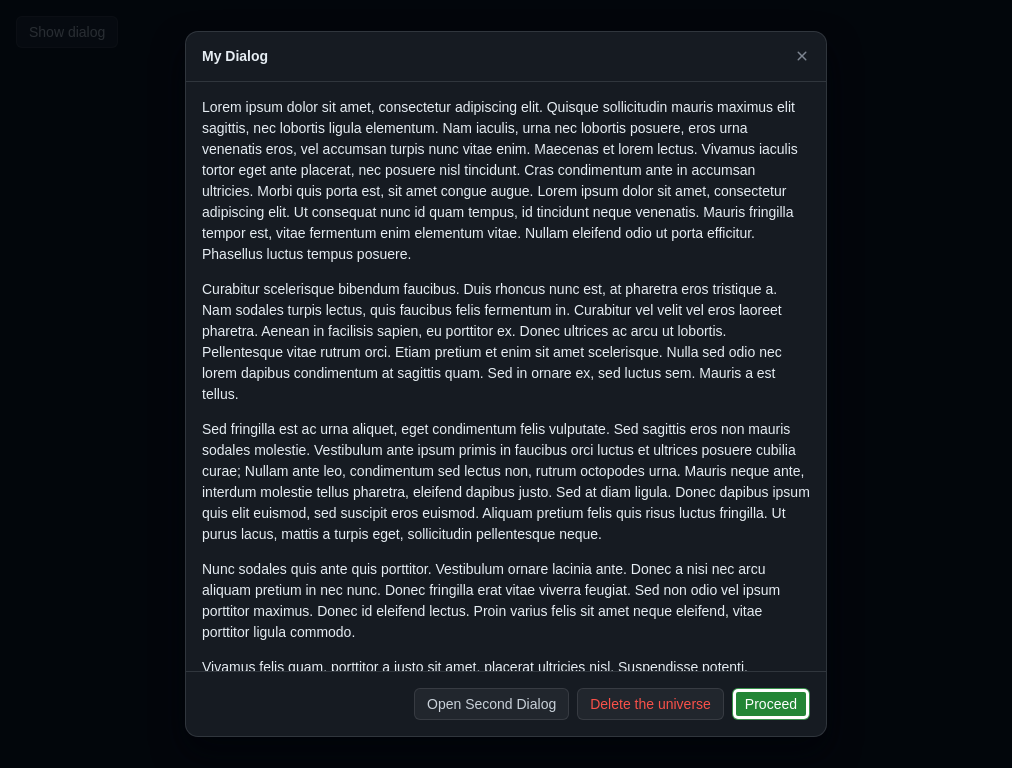 Show dialog
My Dialog
Lorem ipsum dolor sit amet, consectetur adipiscing elit. Quisque sollicitudin mauris maximus elit
sagittis, nec lobortis ligula elementum. Nam iaculis, urna nec lobortis posuere, eros urna
venenatis eros, vel accumsan turpis nunc vitae enim. Maecenas et lorem lectus. Vivamus iaculis
tortor eget ante placerat, nec posuere nisl tincidunt. Cras condimentum ante in accumsan
ultricies. Morbi quis porta est, sit amet congue augue. Lorem ipsum dolor sit amet, consectetur
adipiscing elit. Ut consequat nunc id quam tempus, id tincidunt neque venenatis. Mauris fringilla
tempor est, vitae fermentum enim elementum vitae. Nullam eleifend odio ut porta efficitur.
Phasellus luctus tempus posuere.
Curabitur scelerisque bibendum faucibus. Duis rhoncus nunc est, at pharetra eros tristique a.
Nam sodales turpis lectus, quis faucibus felis fermentum in. Curabitur vel velit vel eros laoreet
pharetra. Aenean in facilisis sapien, eu porttitor ex. Donec ultrices ac arcu ut lobortis.
Pellentesque vitae rutrum orci. Etiam pretium et enim sit amet scelerisque. Nulla sed odio nec
lorem dapibus condimentum at sagittis quam. Sed in ornare ex, sed luctus sem. Mauris a est
tellus.
Sed fringilla est ac urna aliquet, eget condimentum felis vulputate. Sed sagittis eros non mauris
sodales molestie. Vestibulum ante ipsum primis in faucibus orci luctus et ultrices posuere cubilia
curae; Nullam ante leo, condimentum sed lectus non, rutrum octopodes urna. Mauris neque ante,
interdum molestie tellus pharetra, eleifend dapibus justo. Sed at diam ligula. Donec dapibus ipsum
quis elit euismod, sed suscipit eros euismod. Aliquam pretium felis quis risus luctus fringilla. Ut
purus lacus, mattis a turpis eget, sollicitudin pellentesque neque.
Nunc sodales quis ante quis porttitor. Vestibulum ornare lacinia ante. Donec a nisi nec arcu
aliquam pretium in nec nunc. Donec fringilla erat vitae viverra feugiat. Sed non odio vel ipsum
porttitor maximus. Donec id eleifend lectus. Proin varius felis sit amet neque eleifend, vitae
porttitor ligula commodo.
Vivamus felis quam, porttitor a justo sit amet, placerat ultricies nisl. Suspendisse potenti.
Open Second Dialog
Delete the universe
Proceed